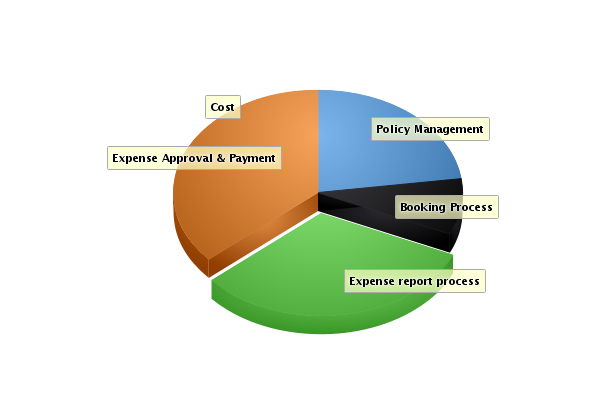 Cost
Policy Management
Expense Approval & Payment
Booking Process
Expense report process